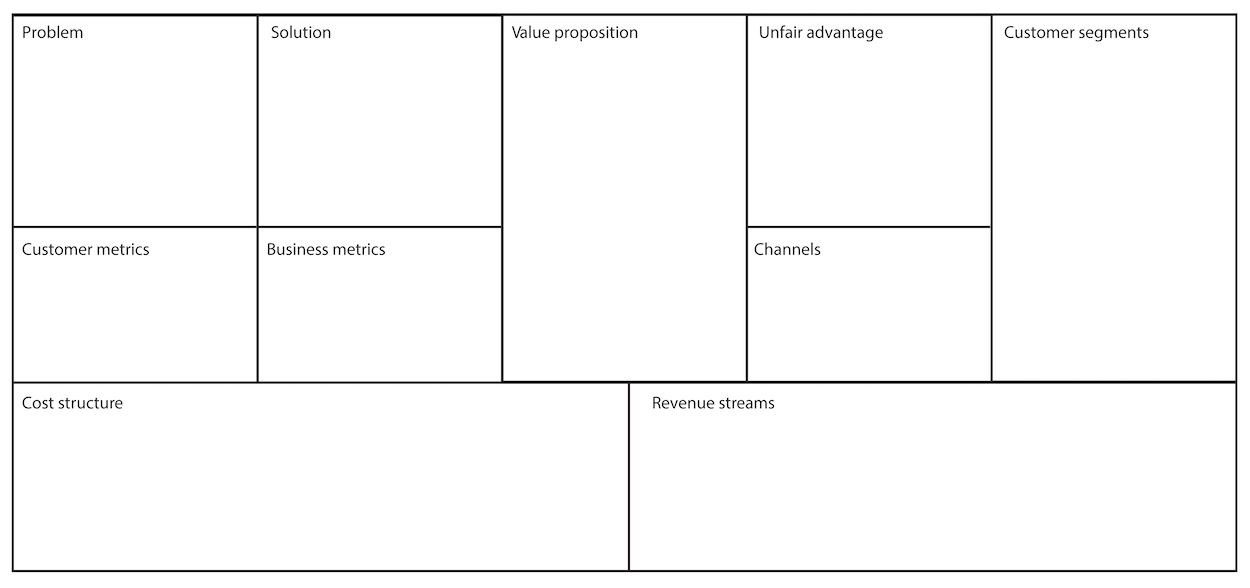 Problem
Solution
Value proposition
Unfair advantage
Customer segments
Customer metrics
Business metrics
Channels
Cost structure
Revenue streams